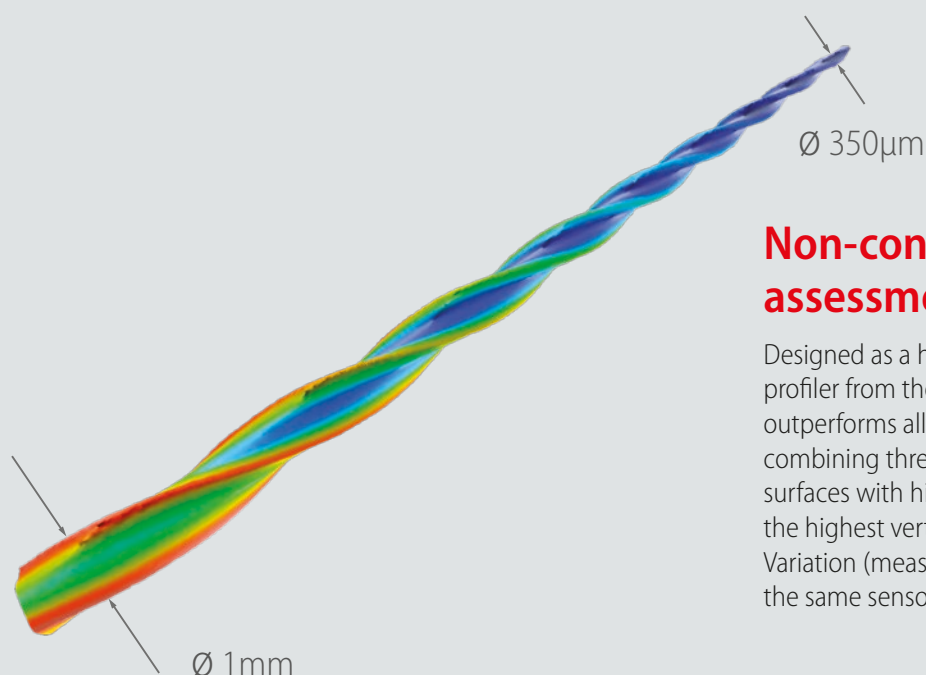 Ø 350μm
Non-con
assessme
Designed as a h
profiler from the
outperforms all
combining thre
surfaces with hi
the highest vert
Variation (meas
the same senso
Ø 1mm